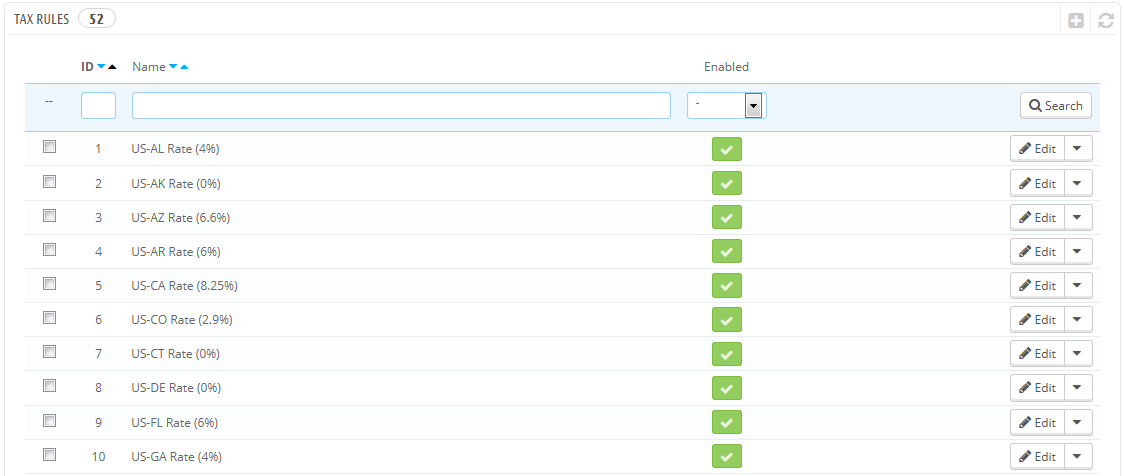 TAX RULES 52
ID Name Enabled
-- - Search
1 US-AL Rate (4%) Edit
2 US-AK Rate (0%) Edit
3 US-AZ Rate (6.6%) Edit
4 US-AR Rate (6%) Edit
5 US-CA Rate (8.25%) Edit
6 US-CO Rate (2.9%) Edit
7 US-CT Rate (0%) Edit
8 US-DE Rate (0%) Edit
9 US-FL Rate (6%) Edit
10 US-GA Rate (4%) Edit